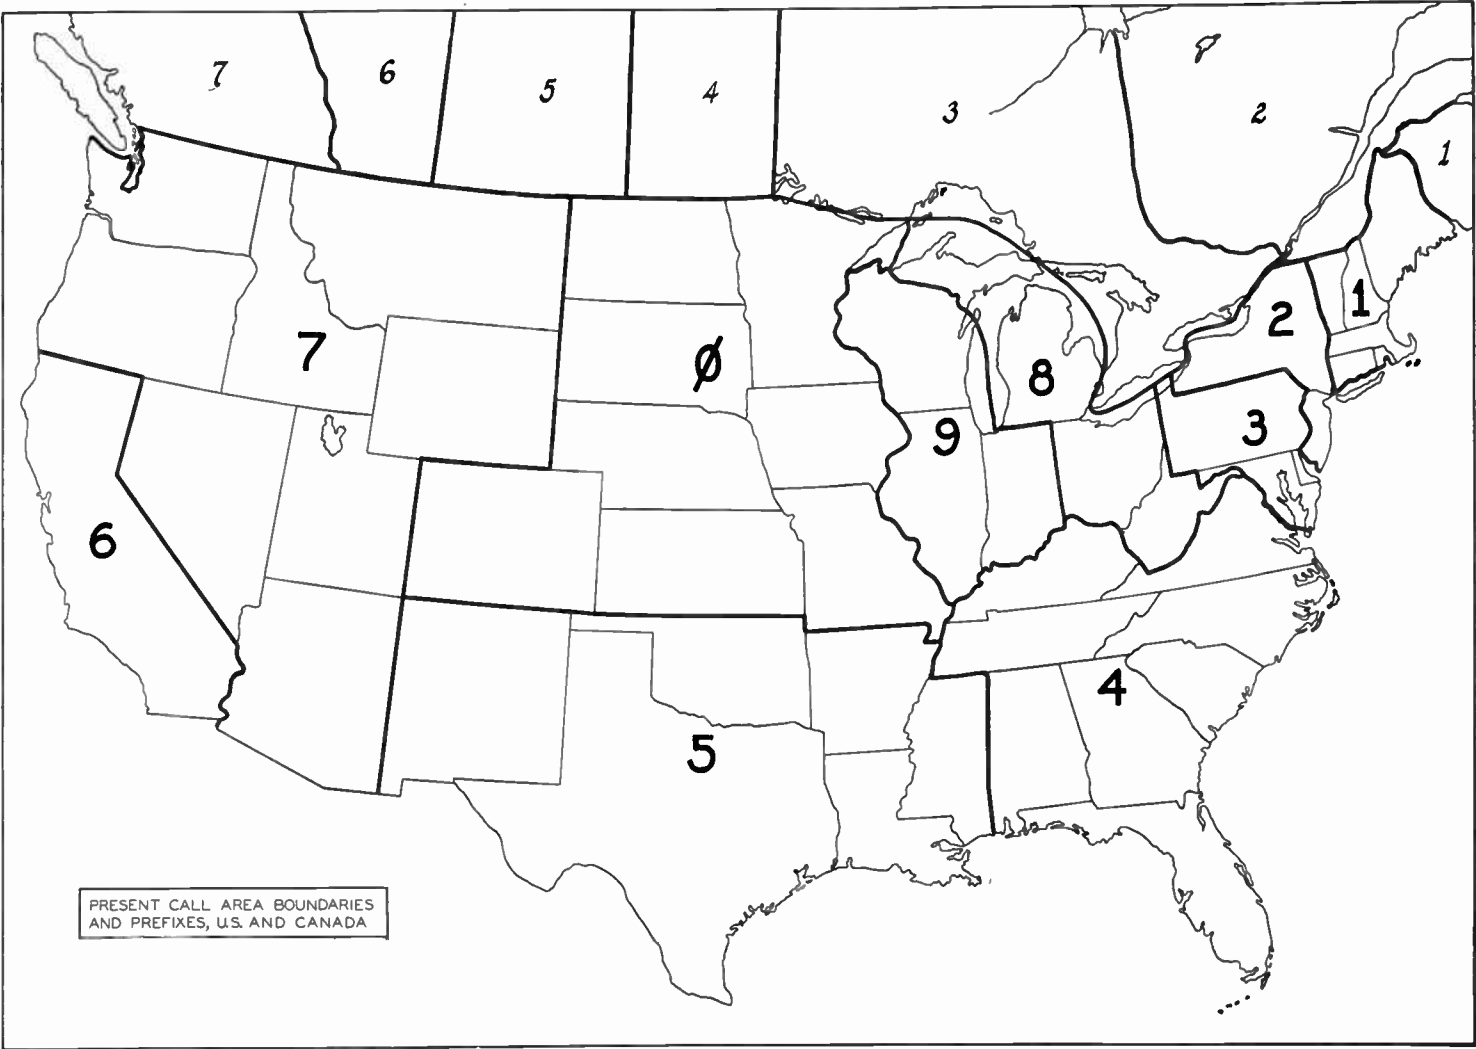 7 6 5 4 3 2 1
7 Ø 8 2 1
6 9 3
5 4
PRESENT CALL AREA BOUNDARIES
AND PREFIXES, U.S. AND CANADA